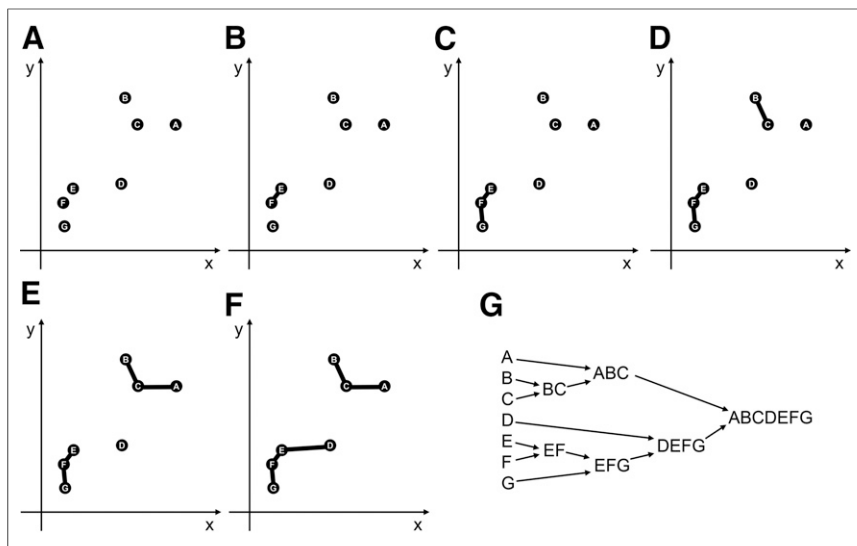 A B C D
y y y y
B B B B
C A C A C A C A
D D D D
E E E E
F F F F
G G G G
x x x x
E F G
y y
B B
C A C A
D D
E E
F F
G G
x x
A
B
C
D
E
F
G
BC
ABC
EF
EFG
DEFG
ABCDEFG